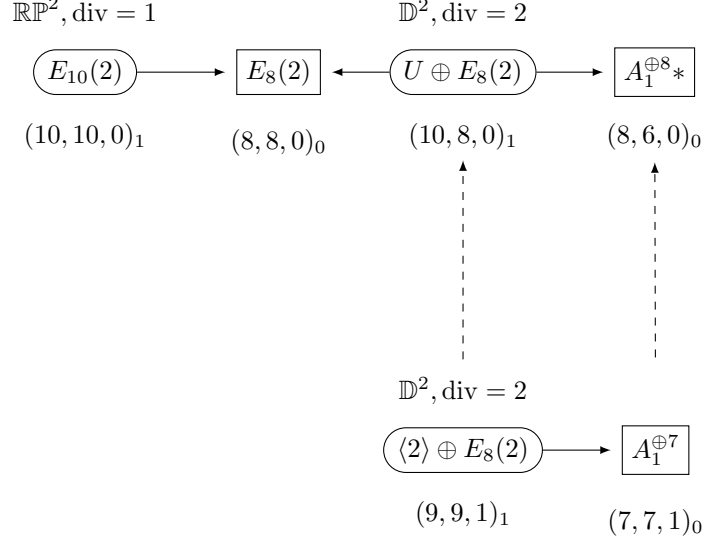 ℝℙ², div = 1
𝔻², div = 2
E₁₀(2)
E₈(2)
U ⊕ E₈(2)
A₁^{⊕8}*
(10, 10, 0)₁
(8, 8, 0)₀
(10, 8, 0)₁
(8, 6, 0)₀
𝔻², div = 2
⟨2⟩ ⊕ E₈(2)
A₁^{⊕7}
(9, 9, 1)₁
(7, 7, 1)₀